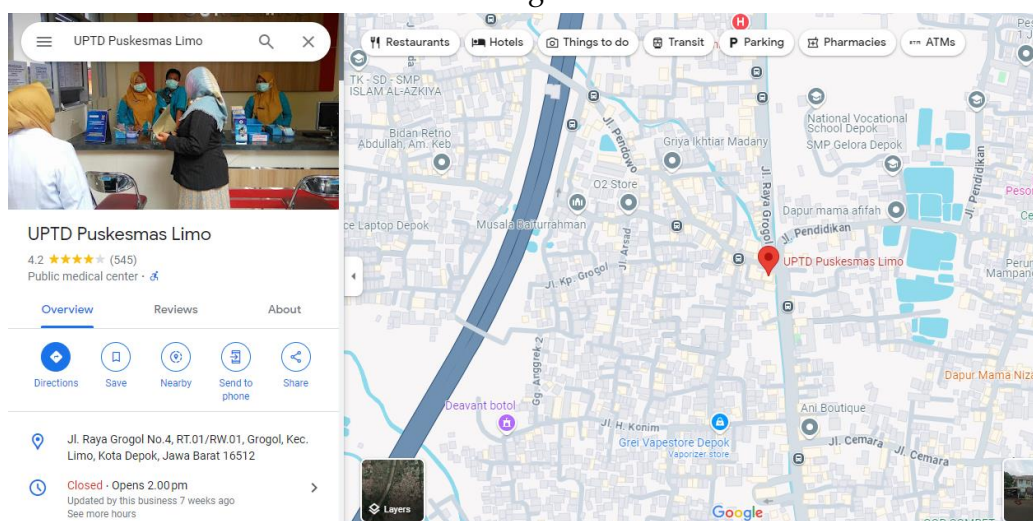 UPTD Puskesmas Limo
UPTD Puskesmas Limo
4.2 ★★★★★ (545)
Public medical center ·
Overview Reviews About
Directions Save Nearby Send to phone Share
Jl. Raya Grogol No.4, RT.01/RW.01, Grogol, Kec.
Limo, Kota Depok, Jawa Barat 16512
Closed · Opens 2.00 pm
Updated by this business 7 weeks ago
See more hours
Restaurants Hotels Things to do Transit P Parking Pharmacies ATMs
H
TK - SD - SMP
ISLAM AL-AZKIYA
Bidan Retno
Abdullah, Am. Keb
Jl. Pendowo
Griya Ikhtiar Madany
National Vocational
School Depok
SMP Gelora Depok
Jl. Raya Grogol
Jl. Pendidikan
O2 Store
Dapur mama afifah
Jl. Pendidikan
Musala Baiturrahman
Jl. Arsad
UPTD Puskesmas Limo
Jl. Kp. Grogol
Gg. Anggrek 2
Deavant botol
Jl. H. Konim
Grei Vapestore Depok
Vaporizer store
Ani Boutique
Jl. Cemara
Jl. Cemara
Layers
Google